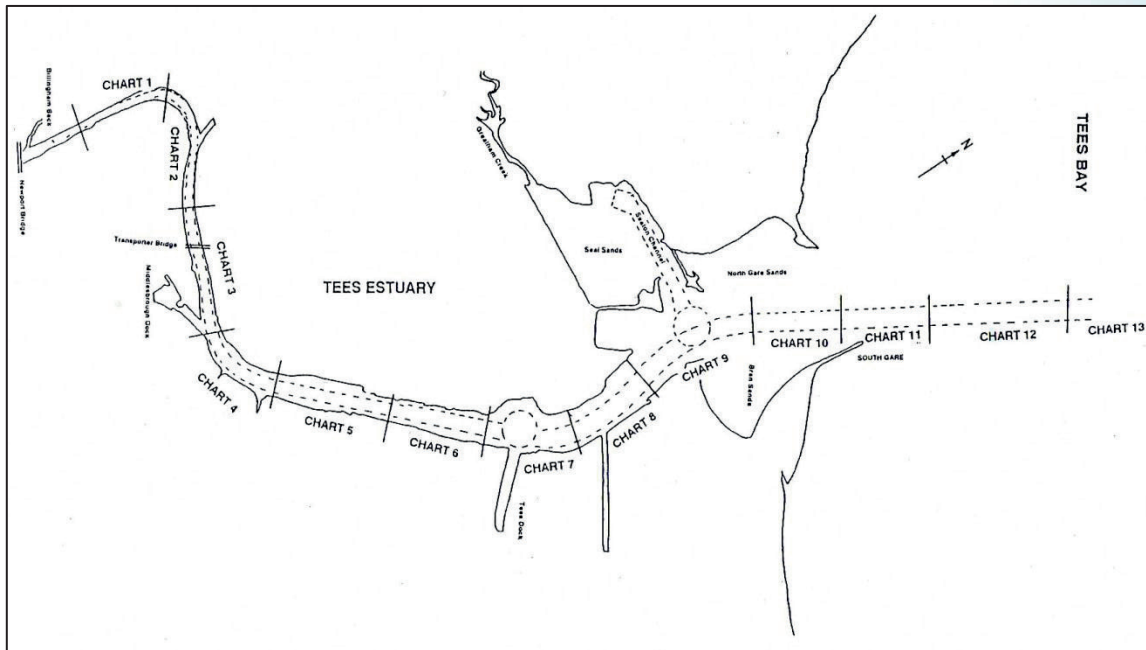 Billingham Beck
CHART 1
Newport Bridge
CHART 2
Transporter Bridge
CHART 3
Middlesbrough Dock
CHART 4
TEES ESTUARY
CHART 5
CHART 6
CHART 7
Tees Dock
CHART 8
Greatham Creek
Seal Sands
Seaton Channel
North Gare Sands
CHART 9
Bran Sands
CHART 10
CHART 11
SOUTH GARE
CHART 12
CHART 13
N
TEES BAY